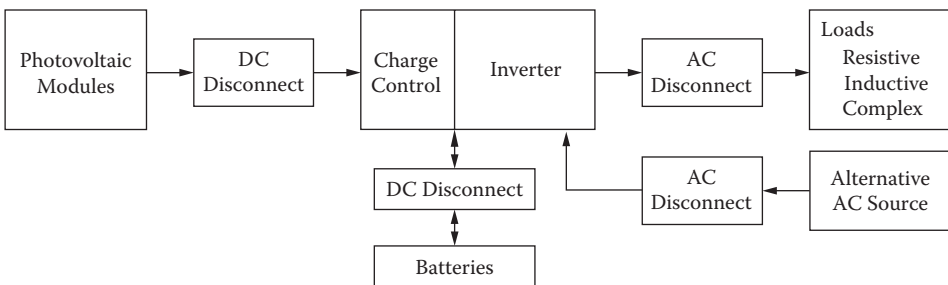 Photovoltaic
Modules
DC
Disconnect
Charge
Control
Inverter
AC
Disconnect
Loads
Resistive
Inductive
Complex
DC Disconnect
AC
Disconnect
Alternative
AC Source
Batteries